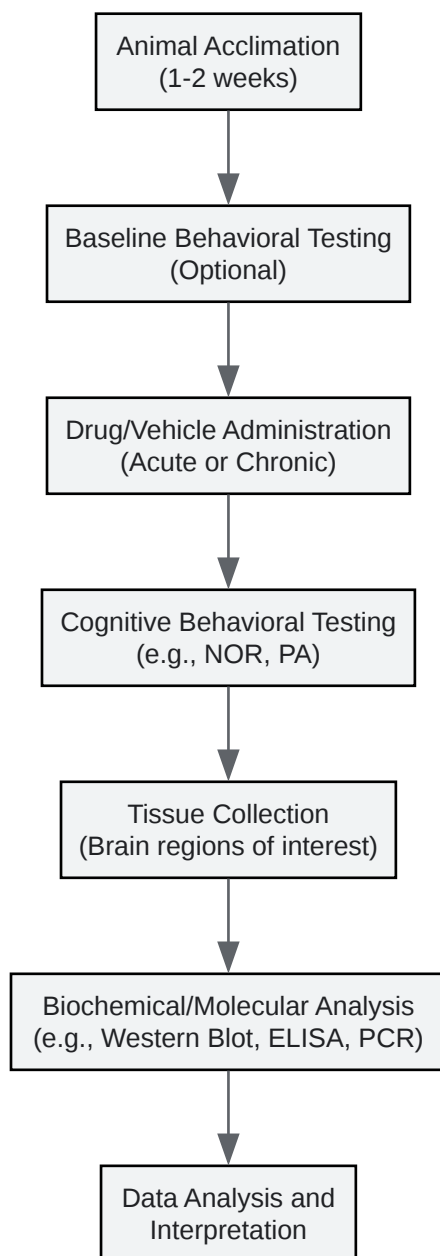 Animal Acclimation
(1-2 weeks)
Baseline Behavioral Testing
(Optional)
Drug/Vehicle Administration
(Acute or Chronic)
Cognitive Behavioral Testing
(e.g., NOR, PA)
Tissue Collection
(Brain regions of interest)
Biochemical/Molecular Analysis
(e.g., Western Blot, ELISA, PCR)
Data Analysis and
Interpretation